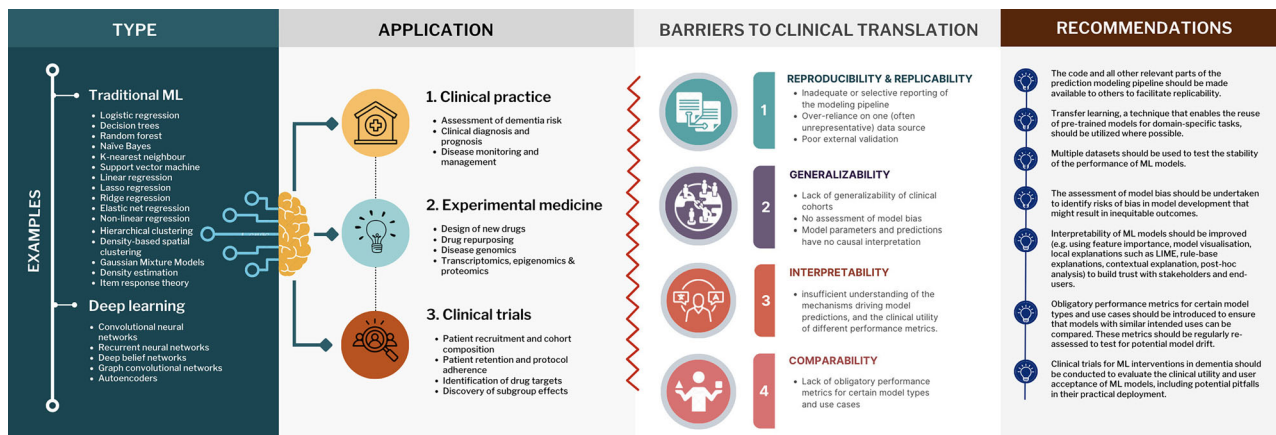 TYPE
EXAMPLES
Traditional ML
• Logistic regression
• Decision trees
• Random forest
• Naïve Bayes
• K-nearest neighbour
• Support vector machine
• Linear regression
• Lasso regression
• Ridge regression
• Elastic net regression
• Non-linear regression
• Hierarchical clustering
• Density-based spatial
clustering
• Gaussian Mixture Models
• Density estimation
• Item response theory
Deep learning
• Convolutional neural
networks
• Recurrent neural networks
• Deep belief networks
• Graph convolutional networks
• Autoencoders
APPLICATION
1. Clinical practice
• Assessment of dementia risk
• Clinical diagnosis and
prognosis
• Disease monitoring and
management
2. Experimental medicine
• Design of new drugs
• Drug repurposing
• Disease genomics
• Transcriptomics, epigenomics &
proteomics
3. Clinical trials
• Patient recruitment and cohort
composition
• Patient retention and protocol
adherence
• Identification of drug targets
• Discovery of subgroup effects
BARRIERS TO CLINICAL TRANSLATION
1
REPRODUCIBILITY & REPLICABILITY
• Inadequate or selective reporting of
the modeling pipeline
• Over-reliance on one (often
unrepresentative) data source
• Poor external validation
2
GENERALIZABILITY
• Lack of generalizability of clinical
cohorts
• No assessment of model bias
• Model parameters and predictions
have no causal interpretation
3
INTERPRETABILITY
• insufficient understanding of the
mechanisms driving model
predictions, and the clinical utility
of different performance metrics.
4
COMPARABILITY
• Lack of obligatory performance
metrics for certain model types
and use cases
RECOMMENDATIONS
The code and all other relevant parts of the
prediction modeling pipeline should be made
available to others to facilitate replicability.
Transfer learning, a technique that enables the reuse
of pre-trained models for domain-specific tasks,
should be utilized where possible.
Multiple datasets should be used to test the stability
of the performance of ML models.
The assessment of model bias should be undertaken
to identify risks of bias in model development that
might result in inequitable outcomes.
Interpretability of ML models should be improved
(e.g. using feature importance, model visualisation,
local explanations such as LIME, rule-base
explanations, contextual explanation, post-hoc
analysis) to build trust with stakeholders and end-
users.
Obligatory performance metrics for certain model
types and use cases should be introduced to ensure
that models with similar intended uses can be
compared. These metrics should be regularly re-
assessed to test for potential model drift.
Clinical trials for ML interventions in dementia should
be conducted to evaluate the clinical utility and user
acceptance of ML models, including potential pitfalls
in their practical deployment.